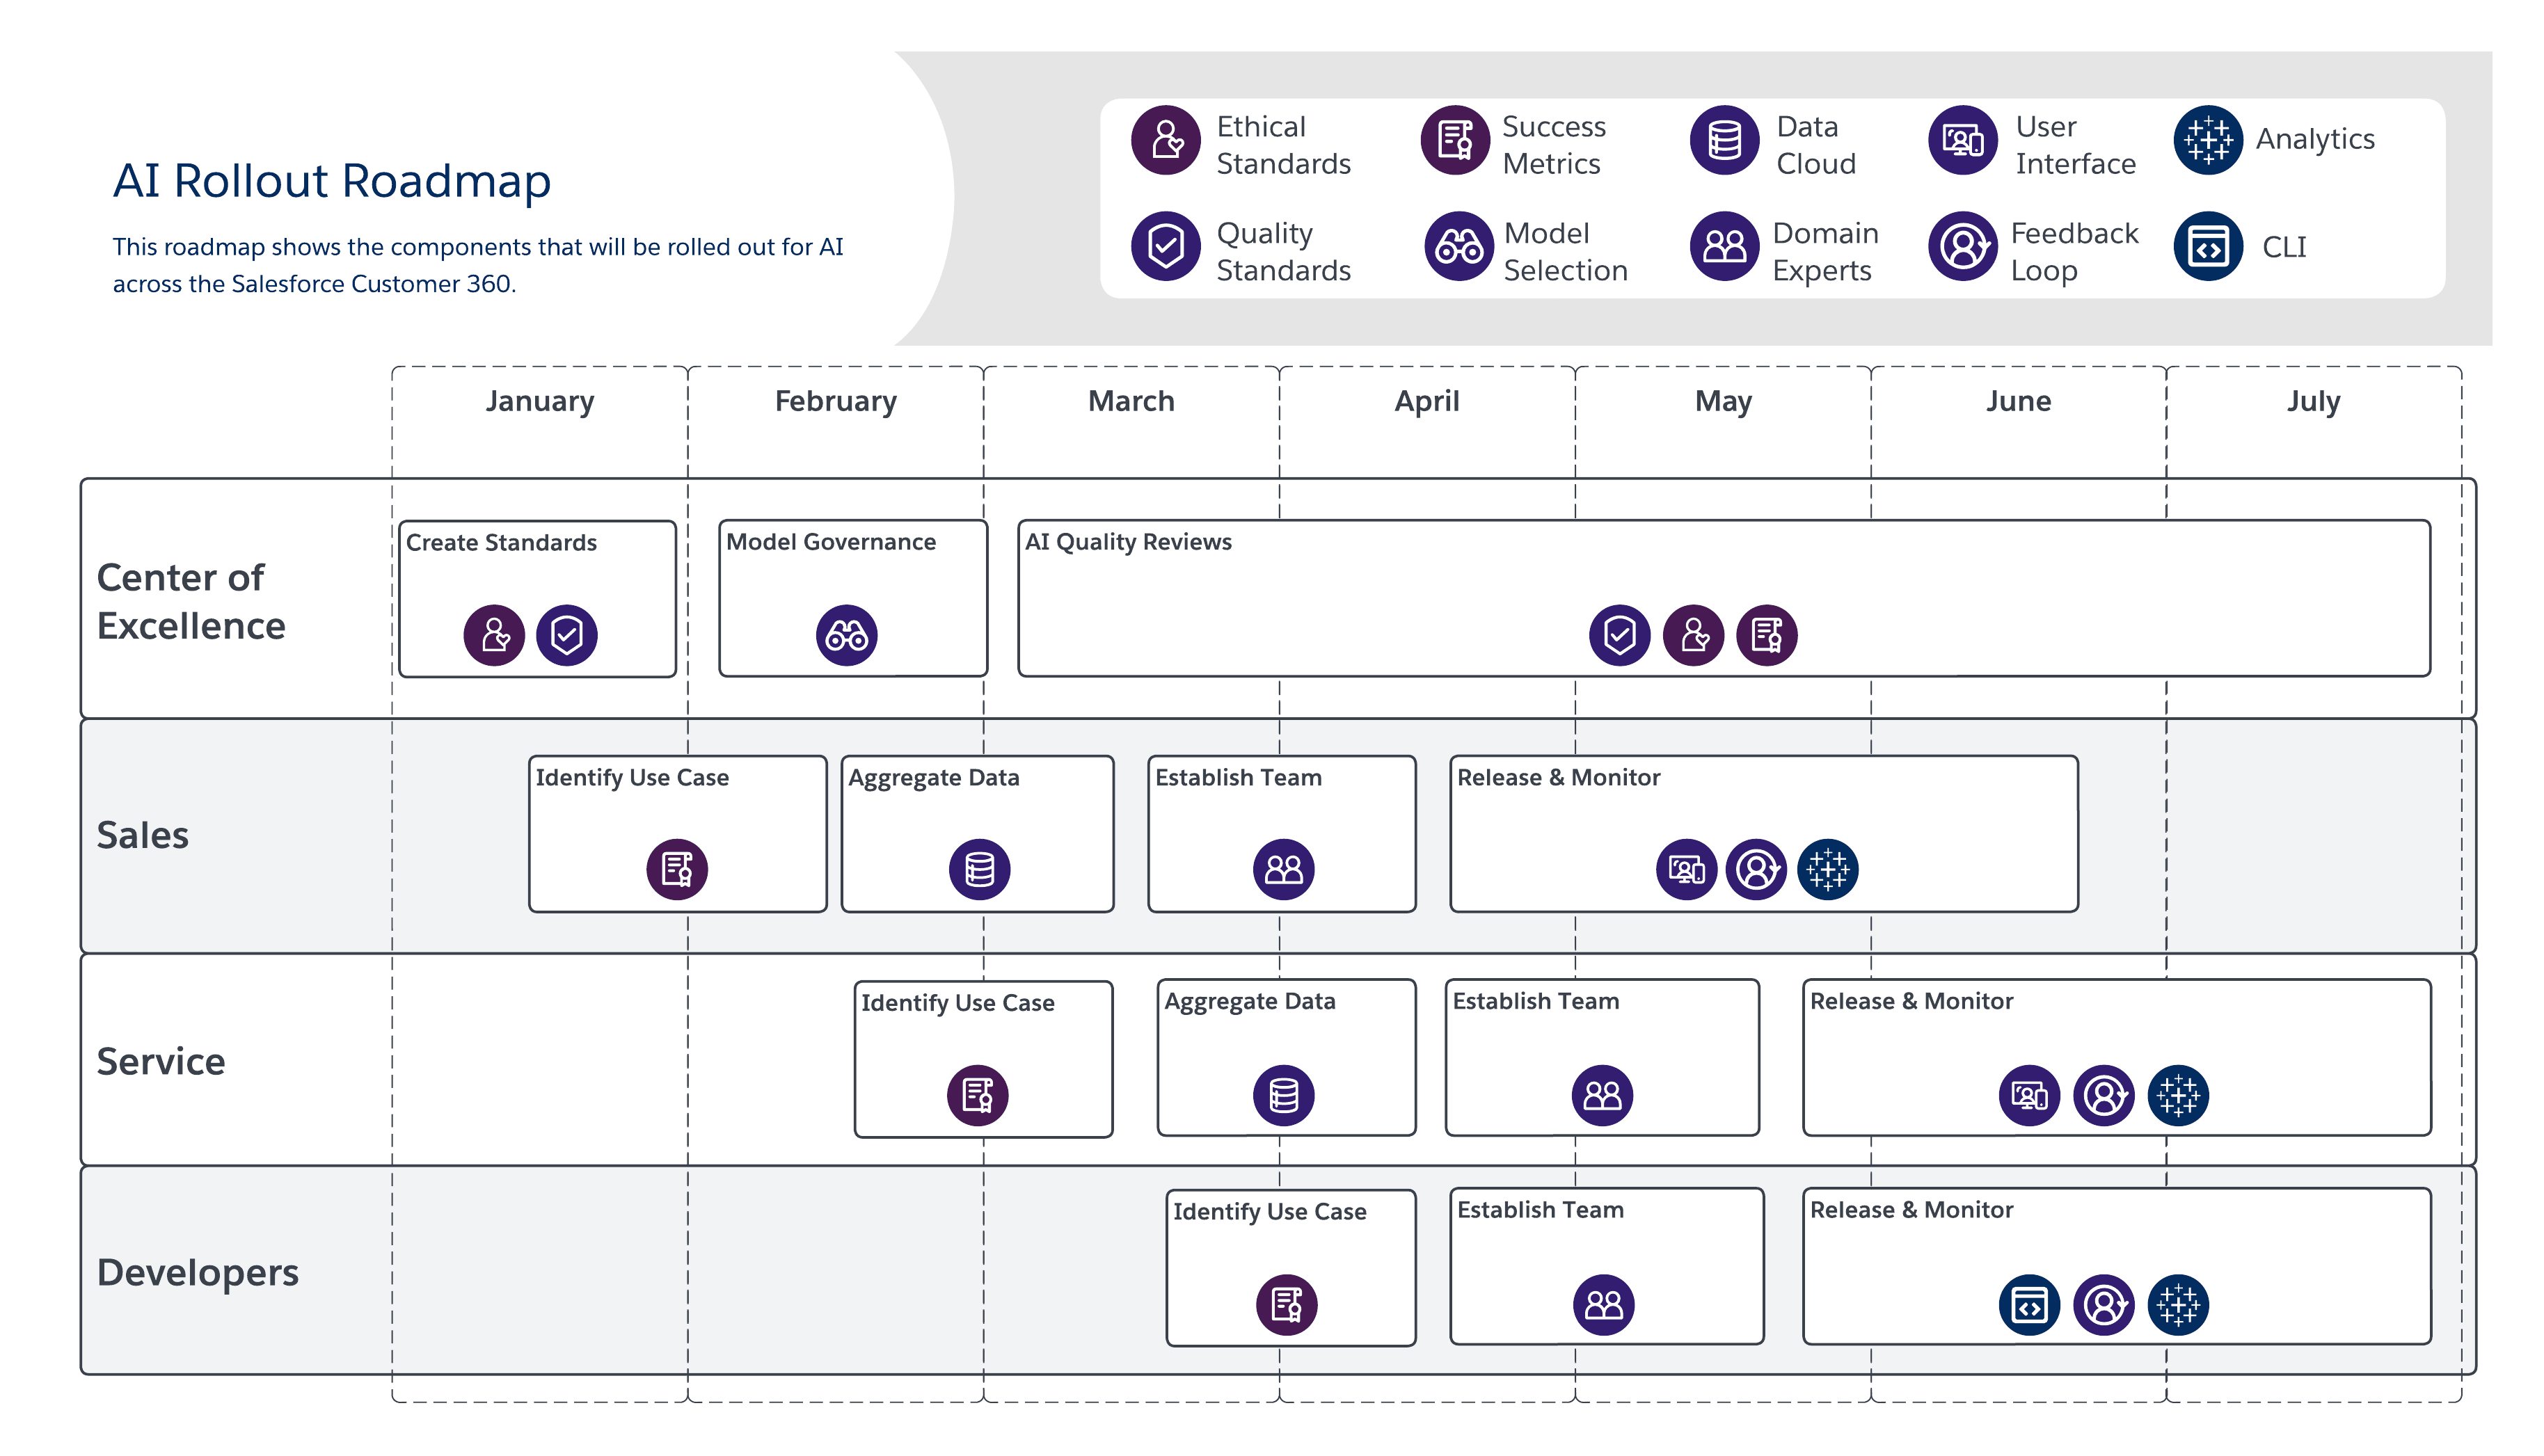 AI Rollout Roadmap
This roadmap shows the components that will be rolled out for AI
across the Salesforce Customer 360.
Ethical
Standards
Success
Metrics
Data
Cloud
User
Interface
Analytics
Quality
Standards
Model
Selection
Domain
Experts
Feedback
Loop
CLI
January
February
March
April
May
June
July
Center of
Excellence
Create Standards
Model Governance
AI Quality Reviews
Sales
Identify Use Case
Aggregate Data
Establish Team
Release & Monitor
Service
Identify Use Case
Aggregate Data
Establish Team
Release & Monitor
Developers
Identify Use Case
Establish Team
Release & Monitor